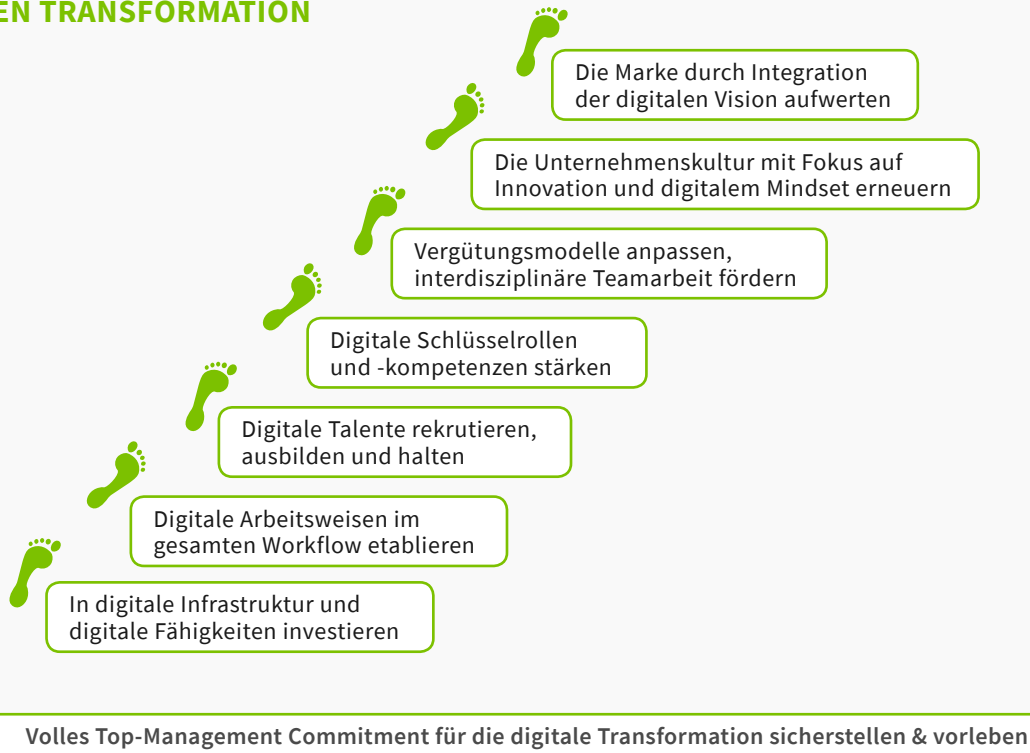 TRANSFORMATION
Die Marke durch Integration
der digitalen Vision aufwerten
Die Unternehmenskultur mit Fokus auf
Innovation und digitalem Mindset erneuern
Vergütungsmodelle anpassen,
interdisziplinäre Teamarbeit fördern
Digitale Schlüsselrollen
und -kompetenzen stärken
Digitale Talente rekrutieren,
ausbilden und halten
Digitale Arbeitsweisen im
gesamten Workflow etablieren
In digitale Infrastruktur und
digitale Fähigkeiten investieren
Volles Top-Management Commitment für die digitale Transformation sicherstellen & vorleben